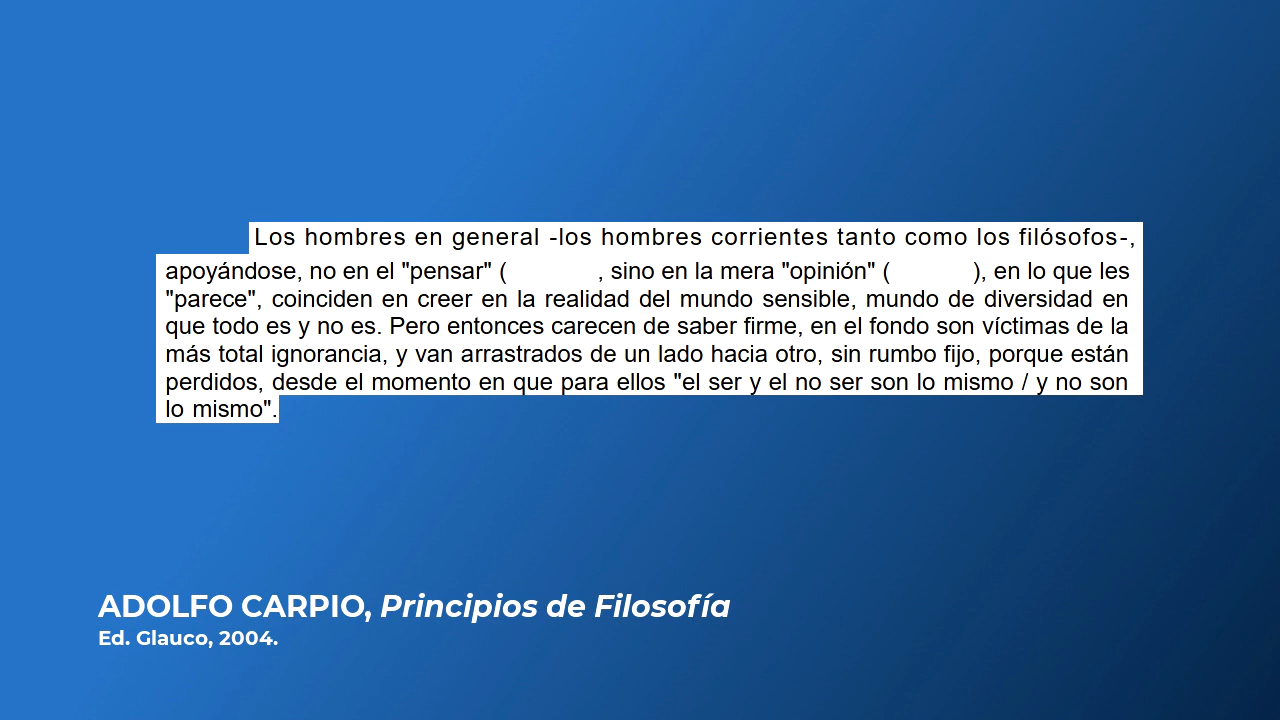 Los hombres en general -los hombres corrientes tanto como los filósofos-,
apoyándose, no en el "pensar" ( , sino en la mera "opinión" ( ), en lo que les
"parece", coinciden en creer en la realidad del mundo sensible, mundo de diversidad en
que todo es y no es. Pero entonces carecen de saber firme, en el fondo son víctimas de la
más total ignorancia, y van arrastrados de un lado hacia otro, sin rumbo fijo, porque están
perdidos, desde el momento en que para ellos "el ser y el no ser son lo mismo / y no son
lo mismo".
ADOLFO CARPIO, Principios de Filosofía
Ed. Glauco, 2004.